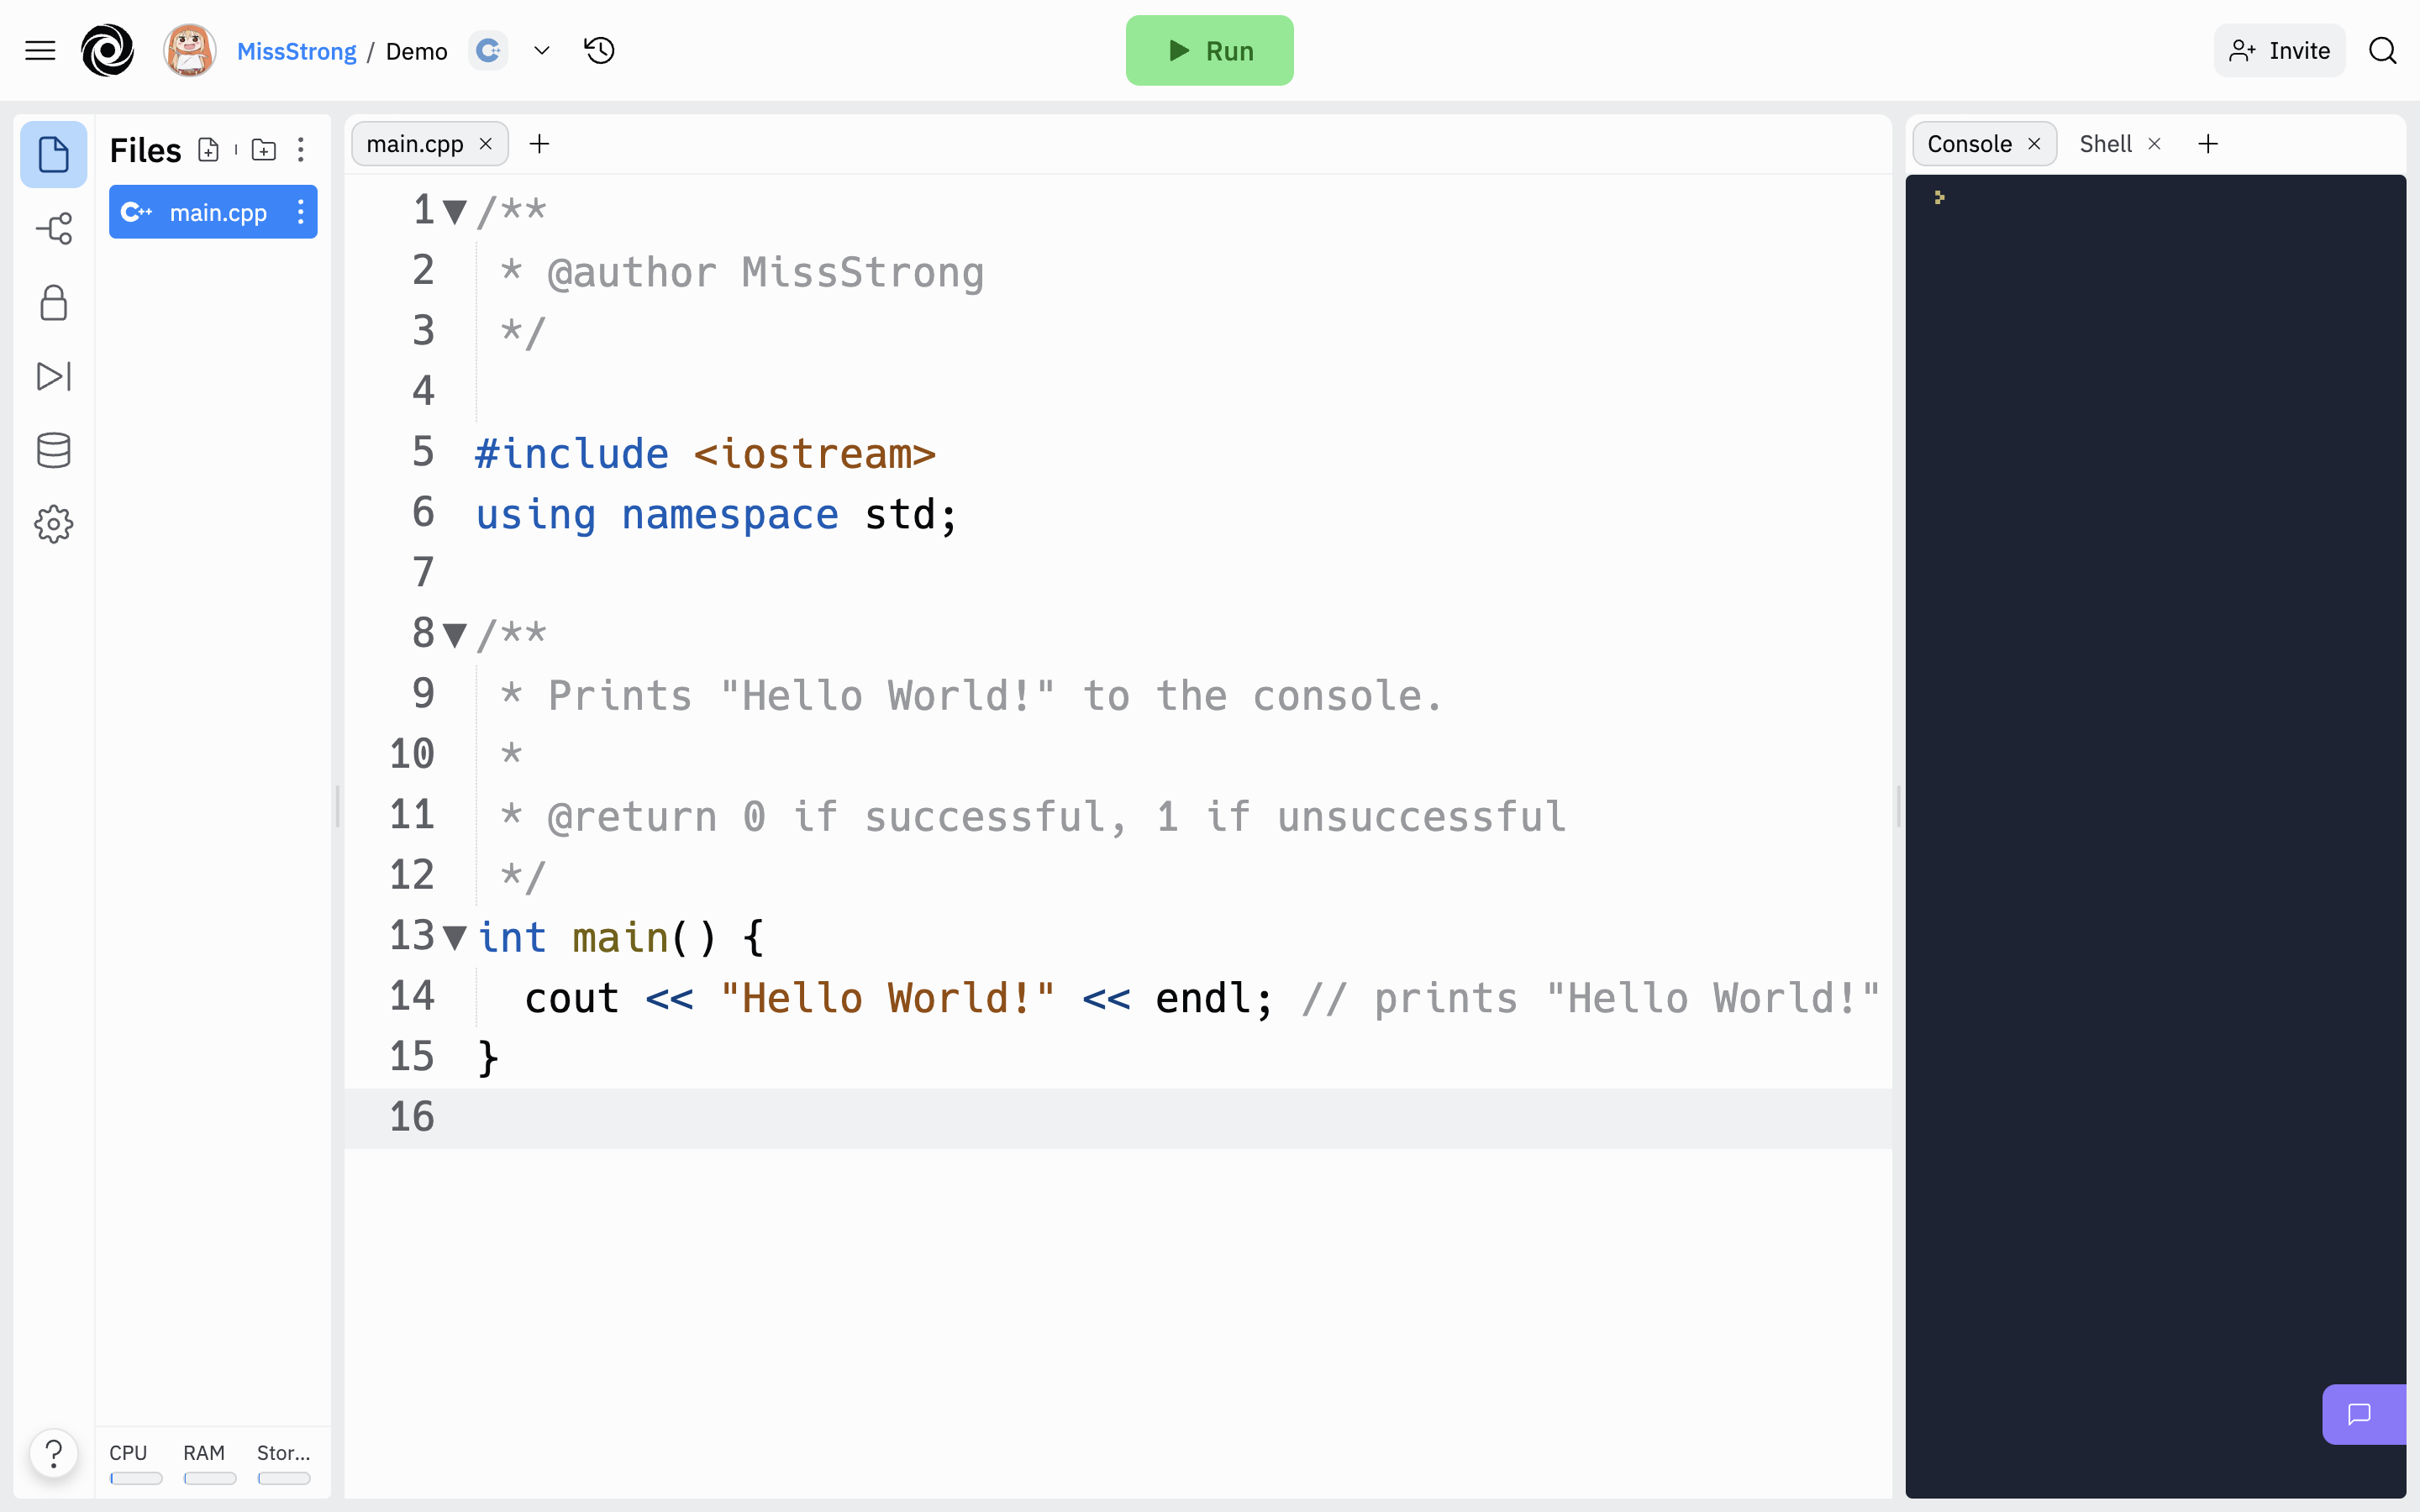 MissStrong / Demo
Run
Invite
Files
main.cpp
main.cpp
1 /**
2  * @author MissStrong
3  */
4
5 #include <iostream>
6 using namespace std;
7
8 /**
9  * Prints "Hello World!" to the console.
10  *
11  * @return 0 if successful, 1 if unsuccessful
12  */
13 int main() {
14   cout << "Hello World!" << endl; // prints "Hello World!"
15 }
16
Console
Shell
CPU RAM Stor...